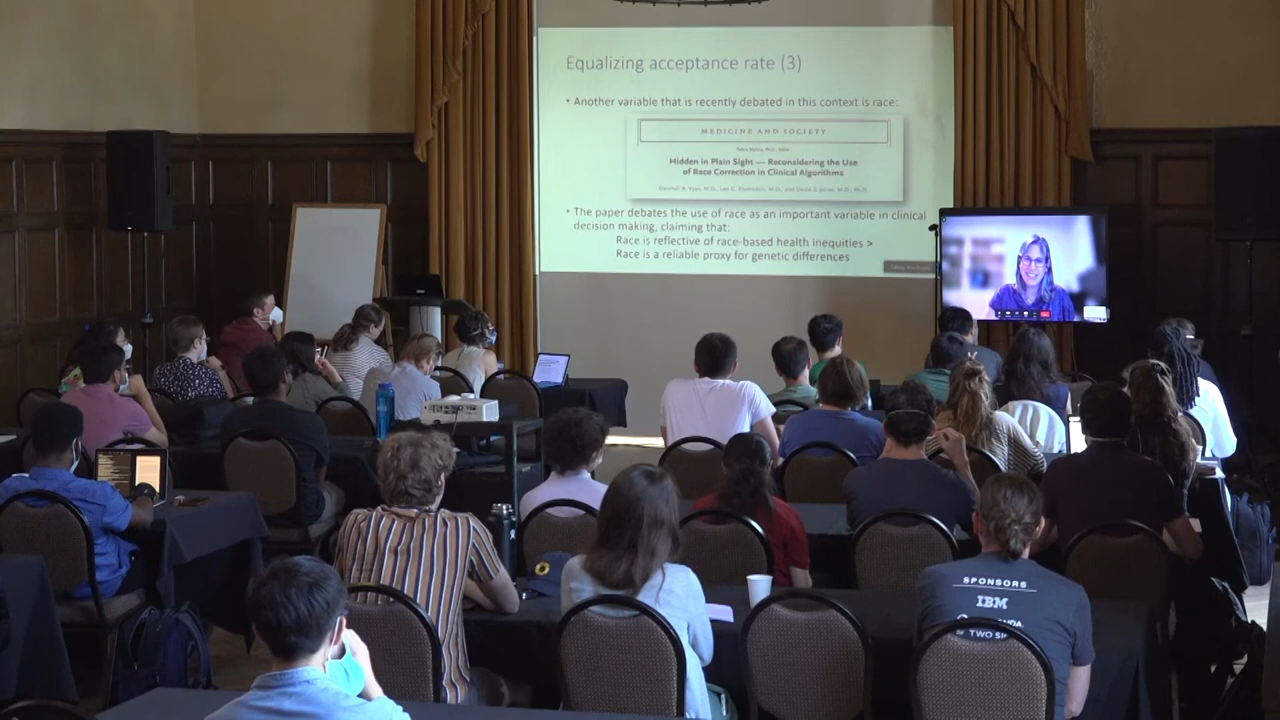 Equalizing acceptance rate (3)
• Another variable that is recently debated in this context is race:
MEDICINE AND SOCIETY
Hidden in Plain Sight — Reconsidering the Use
of Race Correction in Clinical Algorithms
• The paper debates the use of race as an important variable in clinical
decision making, claiming that:
Race is reflective of race-based health inequities >
Race is a reliable proxy for genetic differences
SPONSORS
IBM
TWO